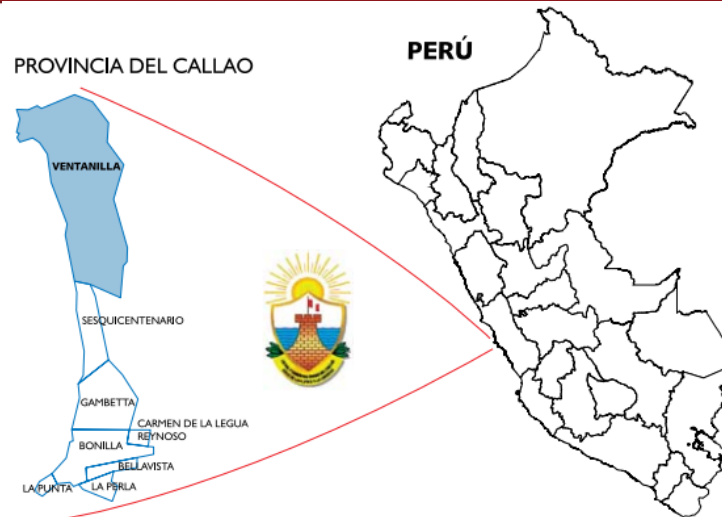 PROVINCIA DEL CALLAO
PERÚ
VENTANILLA
SESQUICENTENARIO
GAMBETTA
CARMEN DE LA LEGUA
REYNOSO
BONILLA
BELLAVISTA
LA PUNTA
LA PERLA